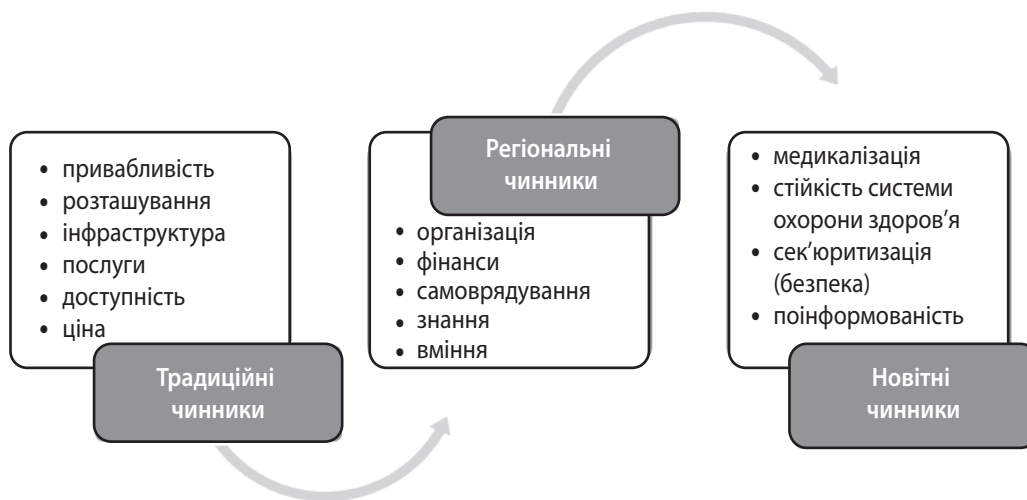 • привабливість
• розташування
• інфраструктура
• послуги
• доступність
• ціна
Традиційні
чинники
Регіональні
чинники
• організація
• фінанси
• самоврядування
• знання
• вміння
• медикалізація
• стійкість системи
охорони здоров’я
• сек’юритизація
(безпека)
• поінформованість
Новітні
чинники